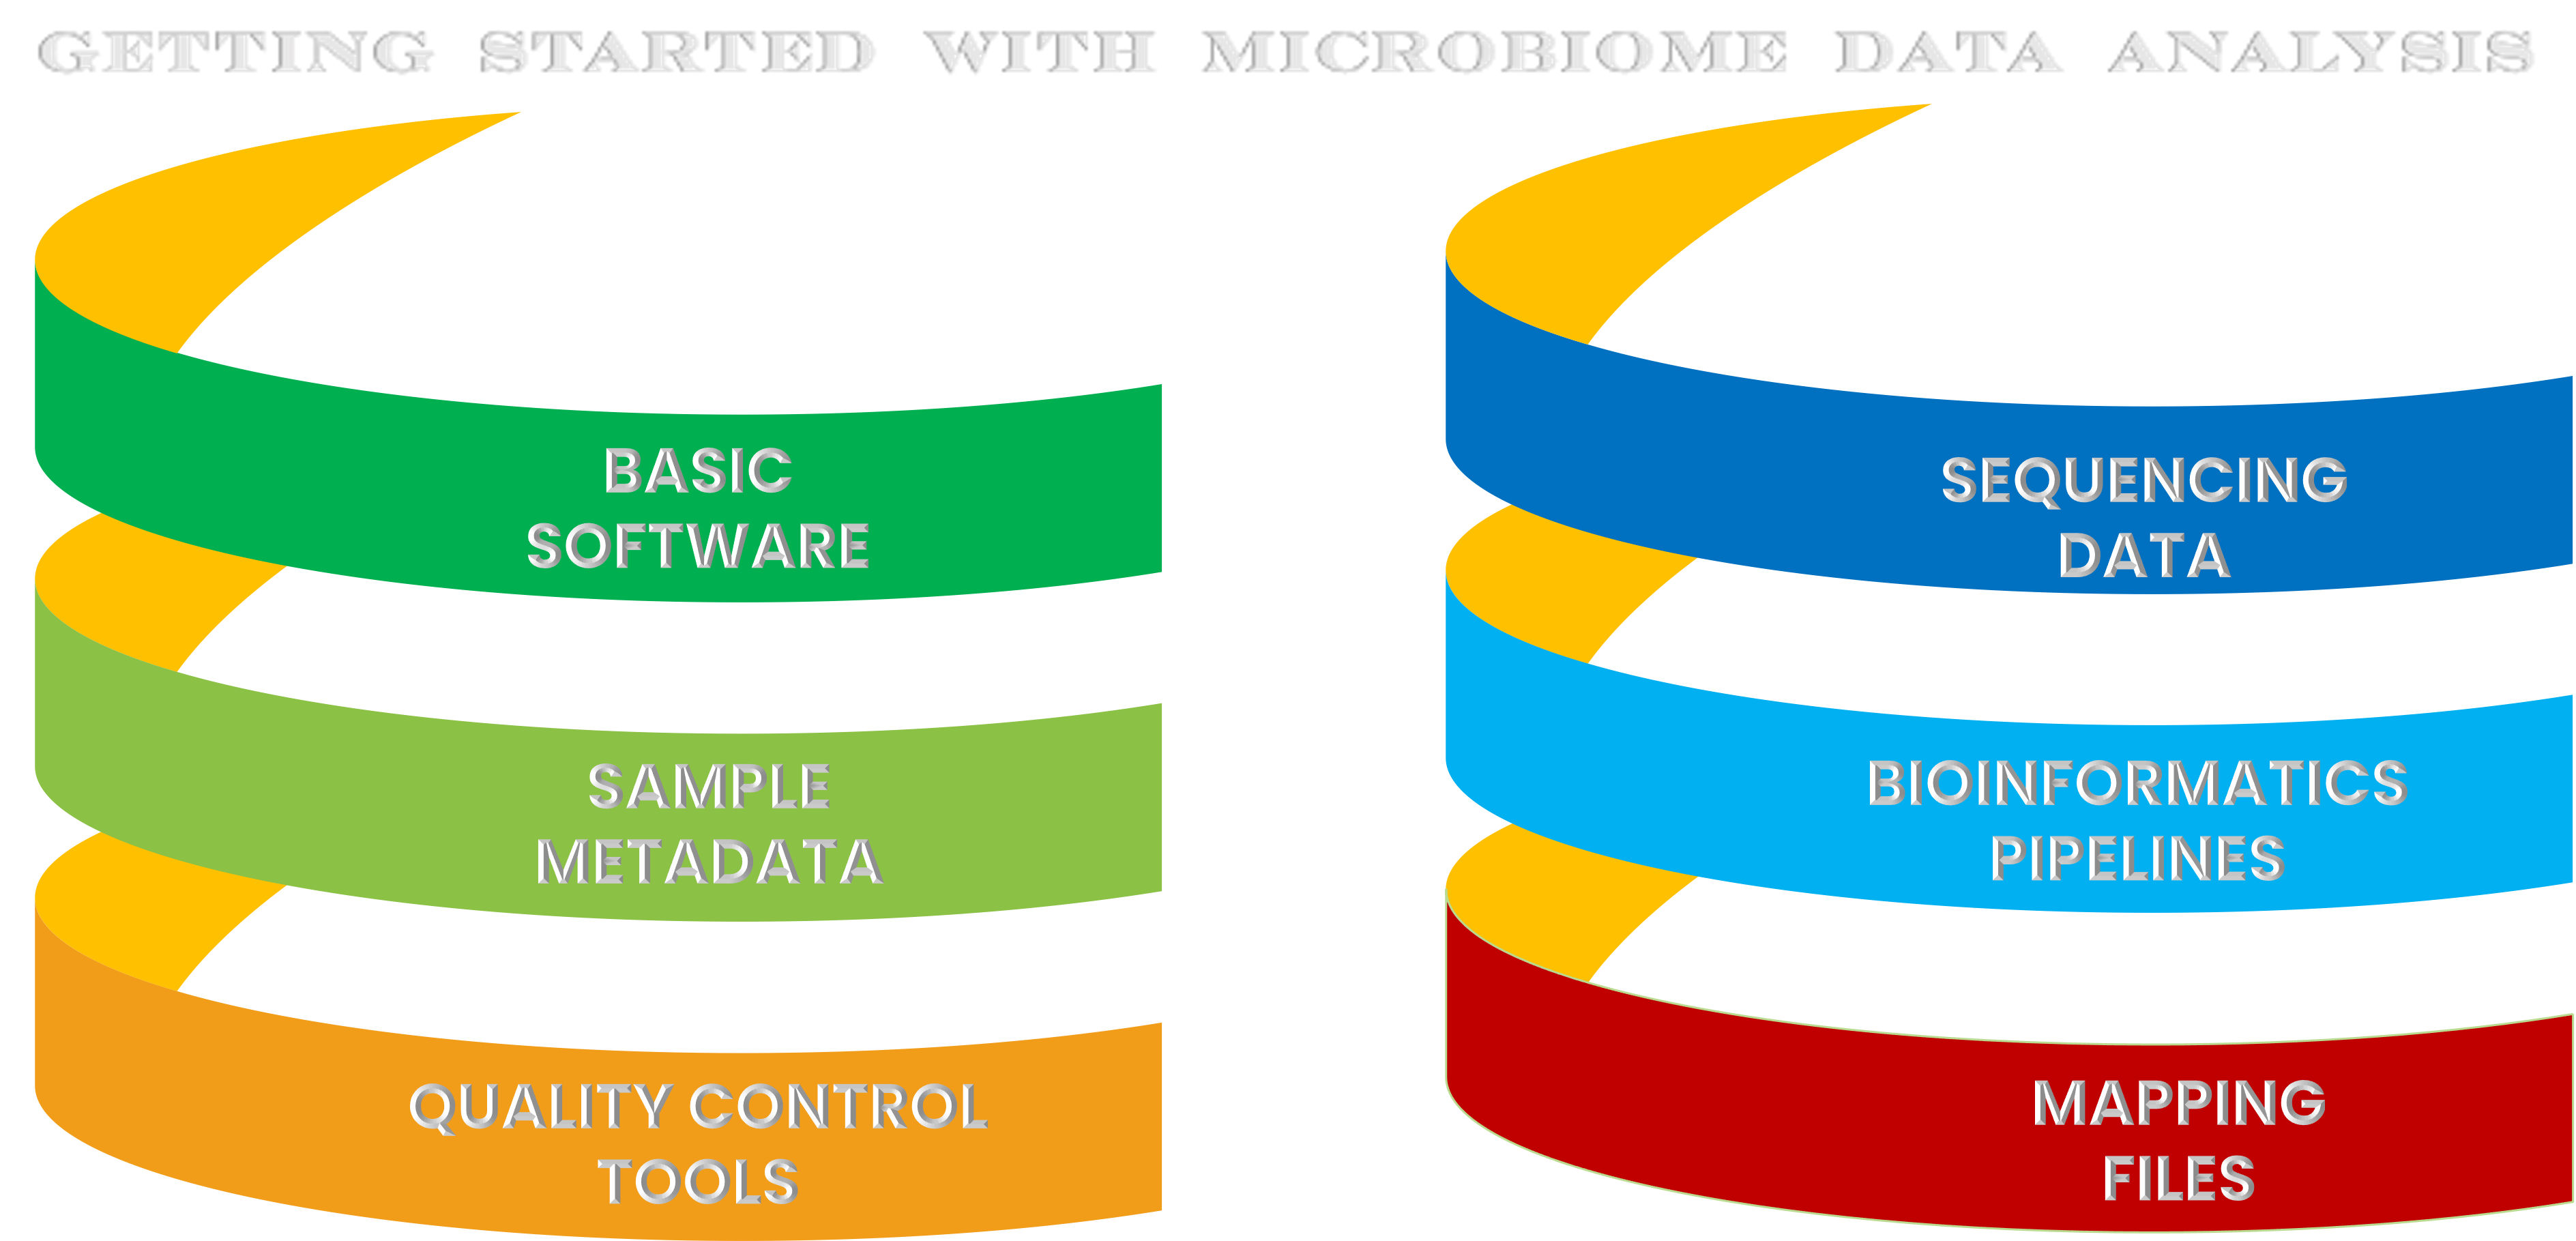 GETTING STARTED WITH MICROBIOME DATA ANALYSIS
BASIC
SOFTWARE
SAMPLE
METADATA
QUALITY CONTROL
TOOLS
SEQUENCING
DATA
BIOINFORMATICS
PIPELINES
MAPPING
FILES